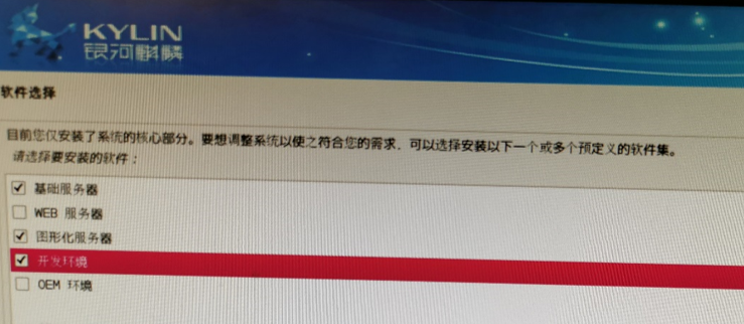 KYLIN
银河麒麟
软件选择
目前您仅安装了系统的核心部分。要想调整系统以使之符合您的需求，可以选择安装以下一个或多个预定义的软件集。
请选择要安装的软件：
基础服务器
WEB 服务器
图形化服务器
开发环境
OEM 环境